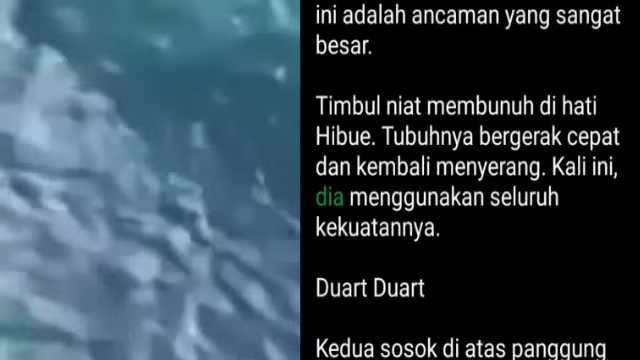 ini adalah ancaman yang sangat
besar.
Timbul niat membunuh di hati
Hibue. Tubuhnya bergerak cepat
dan kembali menyerang. Kali ini,
dia menggunakan seluruh
kekuatannya.
Duart Duart
Kedua sosok di atas panggung